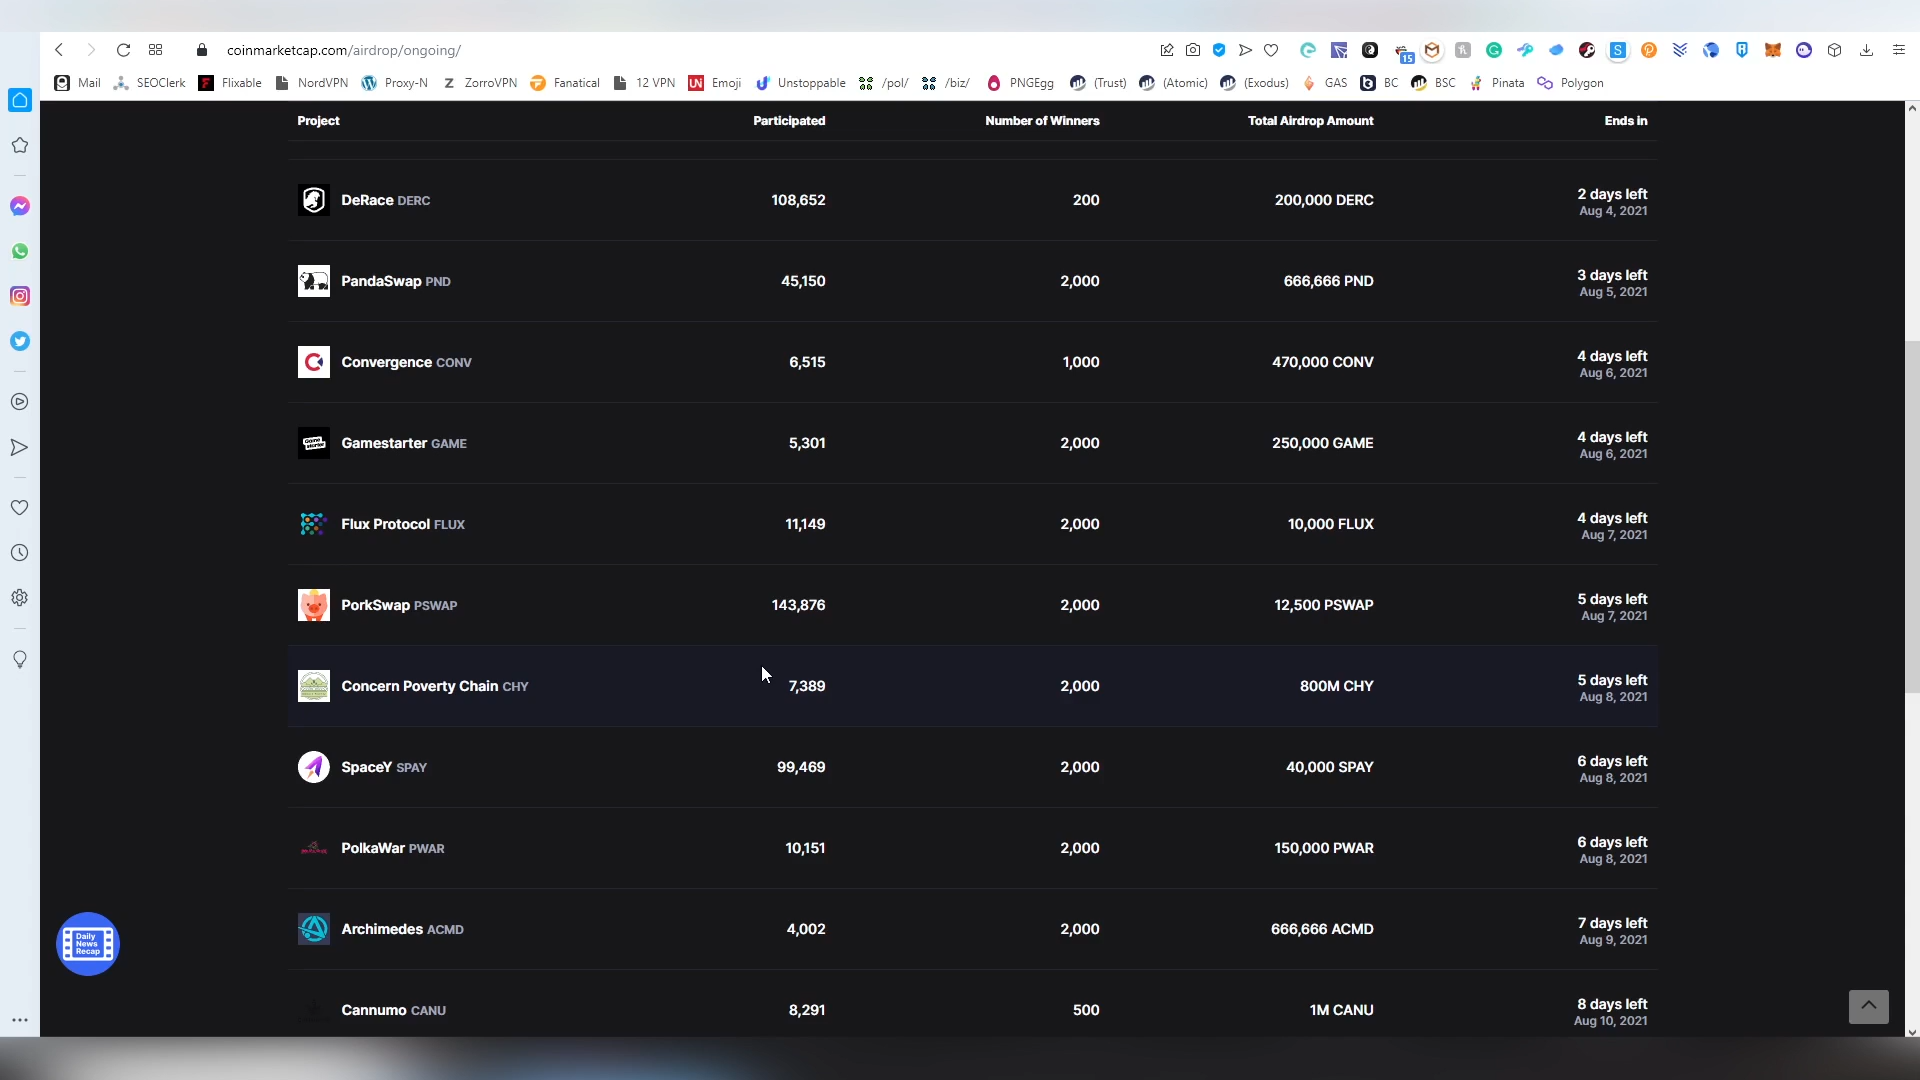 coinmarketcap.com/airdrop/ongoing/
15
Mail SEOClerk Flixable NordVPN Proxy-N ZorroVPN Fanatical 12 VPN Emoji Unstoppable /pol/ /biz/ PNGEgg (Trust) (Atomic) (Exodus) GAS BC BSC Pinata Polygon
Project Participated Number of Winners Total Airdrop Amount Ends in
DeRace DERC 108,652 200 200,000 DERC 2 days left
Aug 4, 2021
PandaSwap PND 45,150 2,000 666,666 PND 3 days left
Aug 5, 2021
Convergence CONV 6,515 1,000 470,000 CONV 4 days left
Aug 6, 2021
Gamestarter GAME 5,301 2,000 250,000 GAME 4 days left
Aug 6, 2021
Flux Protocol FLUX 11,149 2,000 10,000 FLUX 4 days left
Aug 7, 2021
PorkSwap PSWAP 143,876 2,000 12,500 PSWAP 5 days left
Aug 7, 2021
Concern Poverty Chain CHY 7,389 2,000 800M CHY 5 days left
Aug 8, 2021
SpaceY SPAY 99,469 2,000 40,000 SPAY 6 days left
Aug 8, 2021
PolkaWar PWAR 10,151 2,000 150,000 PWAR 6 days left
Aug 8, 2021
Archimedes ACMD 4,002 2,000 666,666 ACMD 7 days left
Aug 9, 2021
Daily
News
Recap
Cannumo CANU 8,291 500 1M CANU 8 days left
Aug 10, 2021